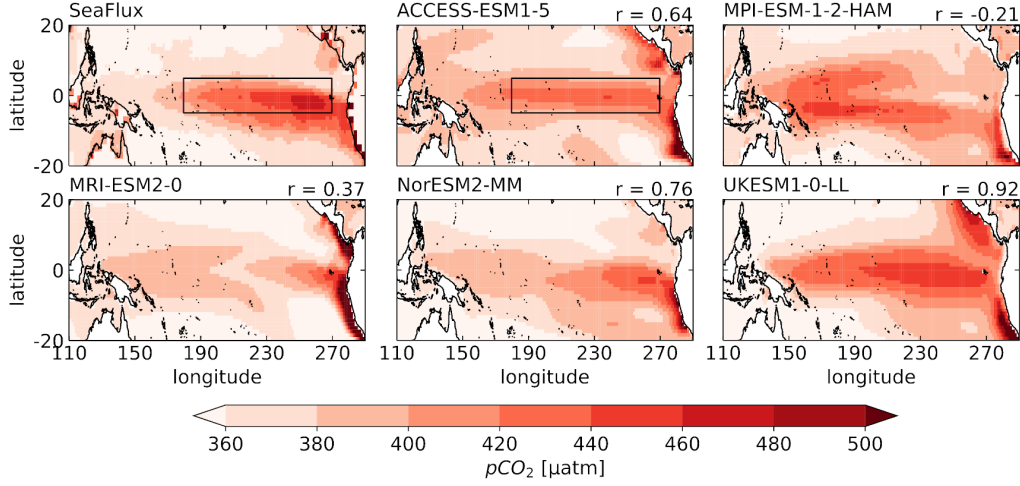 SeaFlux
ACCESS-ESM1-5 r = 0.64
MPI-ESM-1-2-HAM r = -0.21
20
0
-20
latitude
MRI-ESM2-0 r = 0.37
NorESM2-MM r = 0.76
UKESM1-0-LL r = 0.92
20
0
-20
latitude
110 190 230 270
110 190 230 270
110 190 230 270
longitude longitude longitude
360 380 400 420 440 460 480 500
pCO₂ [µatm]